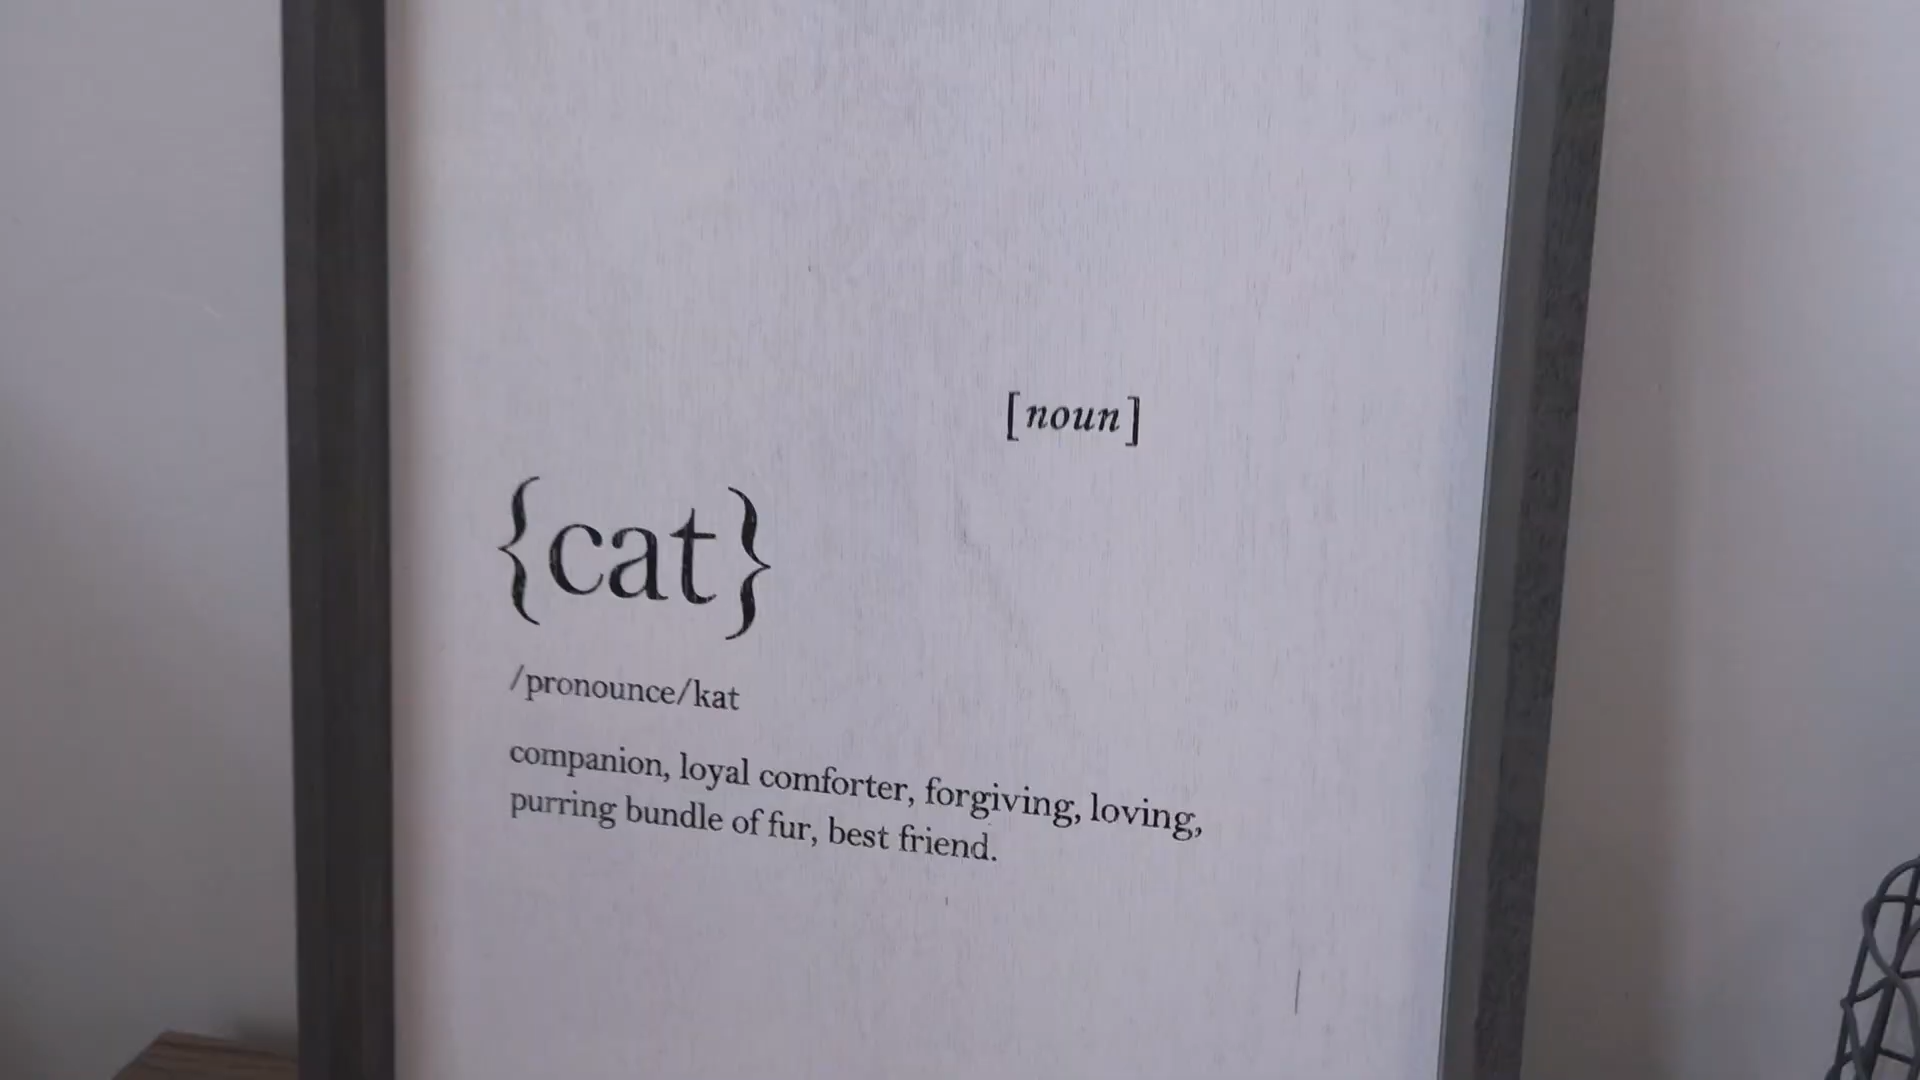 [noun]
{cat}
/pronounce/kat
companion, loyal comforter, forgiving, loving,
purring bundle of fur, best friend.